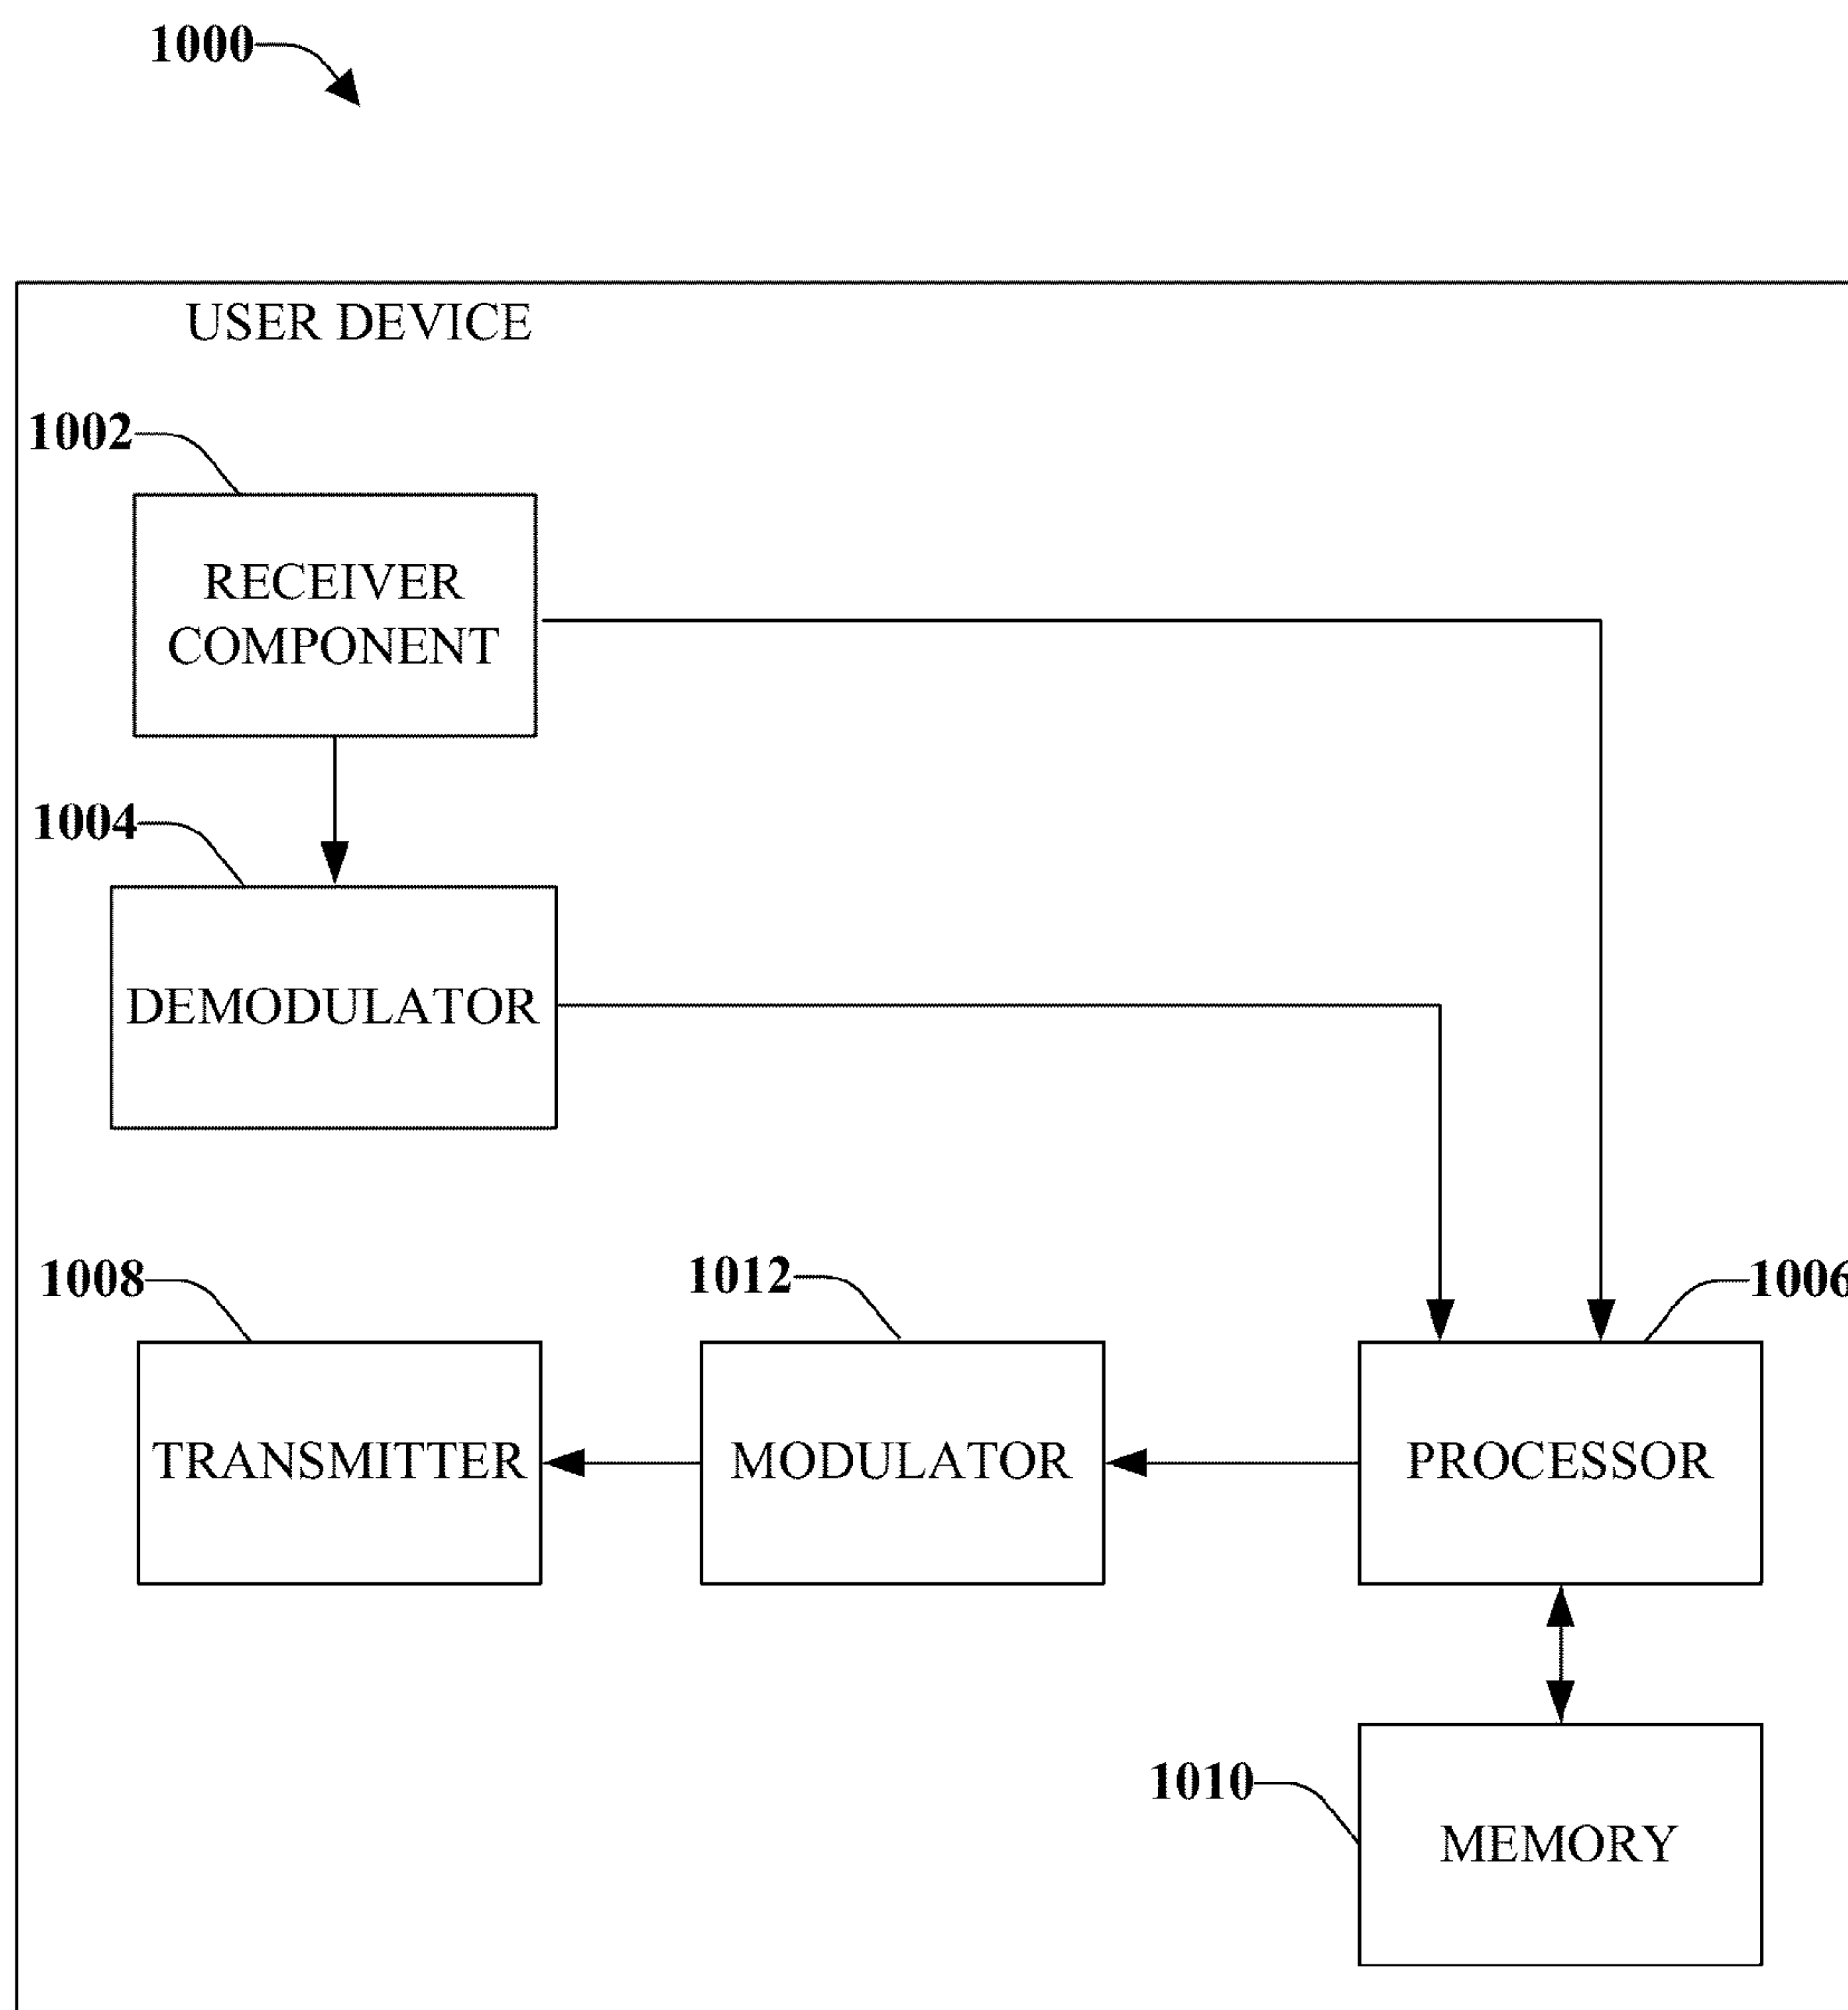 1000
USER DEVICE
1002
RECEIVER
COMPONENT
1004
DEMODULATOR
1008
1012
1006
TRANSMITTER
MODULATOR
PROCESSOR
1010
MEMORY